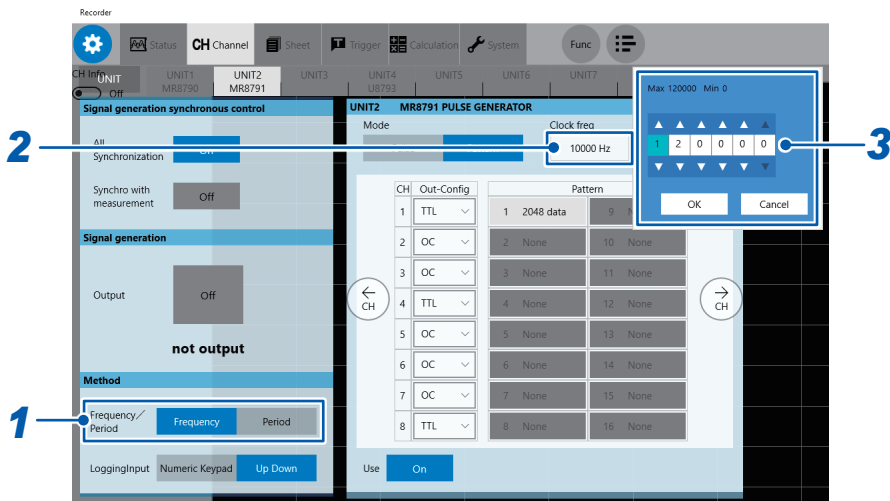 Recorder
Status CH Channel Sheet Trigger Calculation System Func
CH Info
Off
UNIT UNIT1 UNIT2 UNIT3 UNIT4 UNIT5 UNIT6 UNIT7
MR8790 MR8791 U8793
Signal generation synchronous control
All
Synchronization
Synchro with
measurement
Off
Signal generation
Output
Off
not output
Method
1
Frequency/
Period
Frequency Period
LoggingInput Numeric Keypad Up Down
UNIT2 MR8791 PULSE GENERATOR
Mode
Clock freq
2
10000 Hz
CH Out-Config Pattern
1 TTL 1 2048 data 9
2 OC 2 None 10 None
3 OC 3 None 11 None
4 TTL 4 None 12 None
5 OC 5 None 13 None
6 OC 6 None 14 None
7 OC 7 None 15 None
8 TTL 8 None 16 None
← CH
→ CH
Use On
Max 120000 Min 0
1 2 0 0 0 0
3
OK Cancel